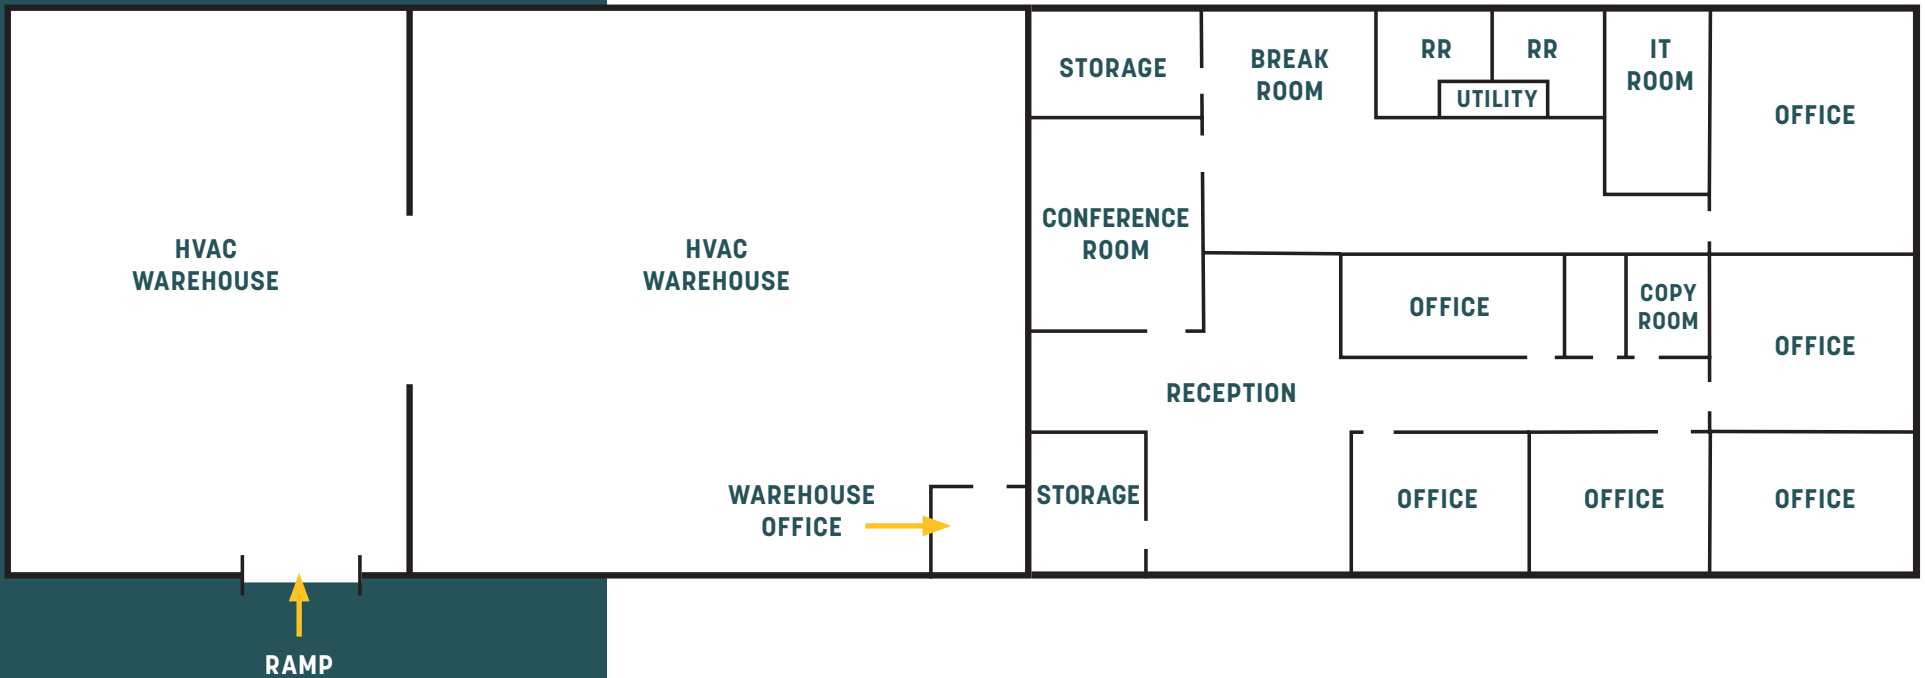 STORAGE
BREAK
ROOM
RR
RR
UTILITY
IT
ROOM
OFFICE
HVAC
WAREHOUSE
HVAC
WAREHOUSE
CONFERENCE
ROOM
OFFICE
COPY
ROOM
OFFICE
RECEPTION
WAREHOUSE
OFFICE
STORAGE
OFFICE
OFFICE
OFFICE
RAMP